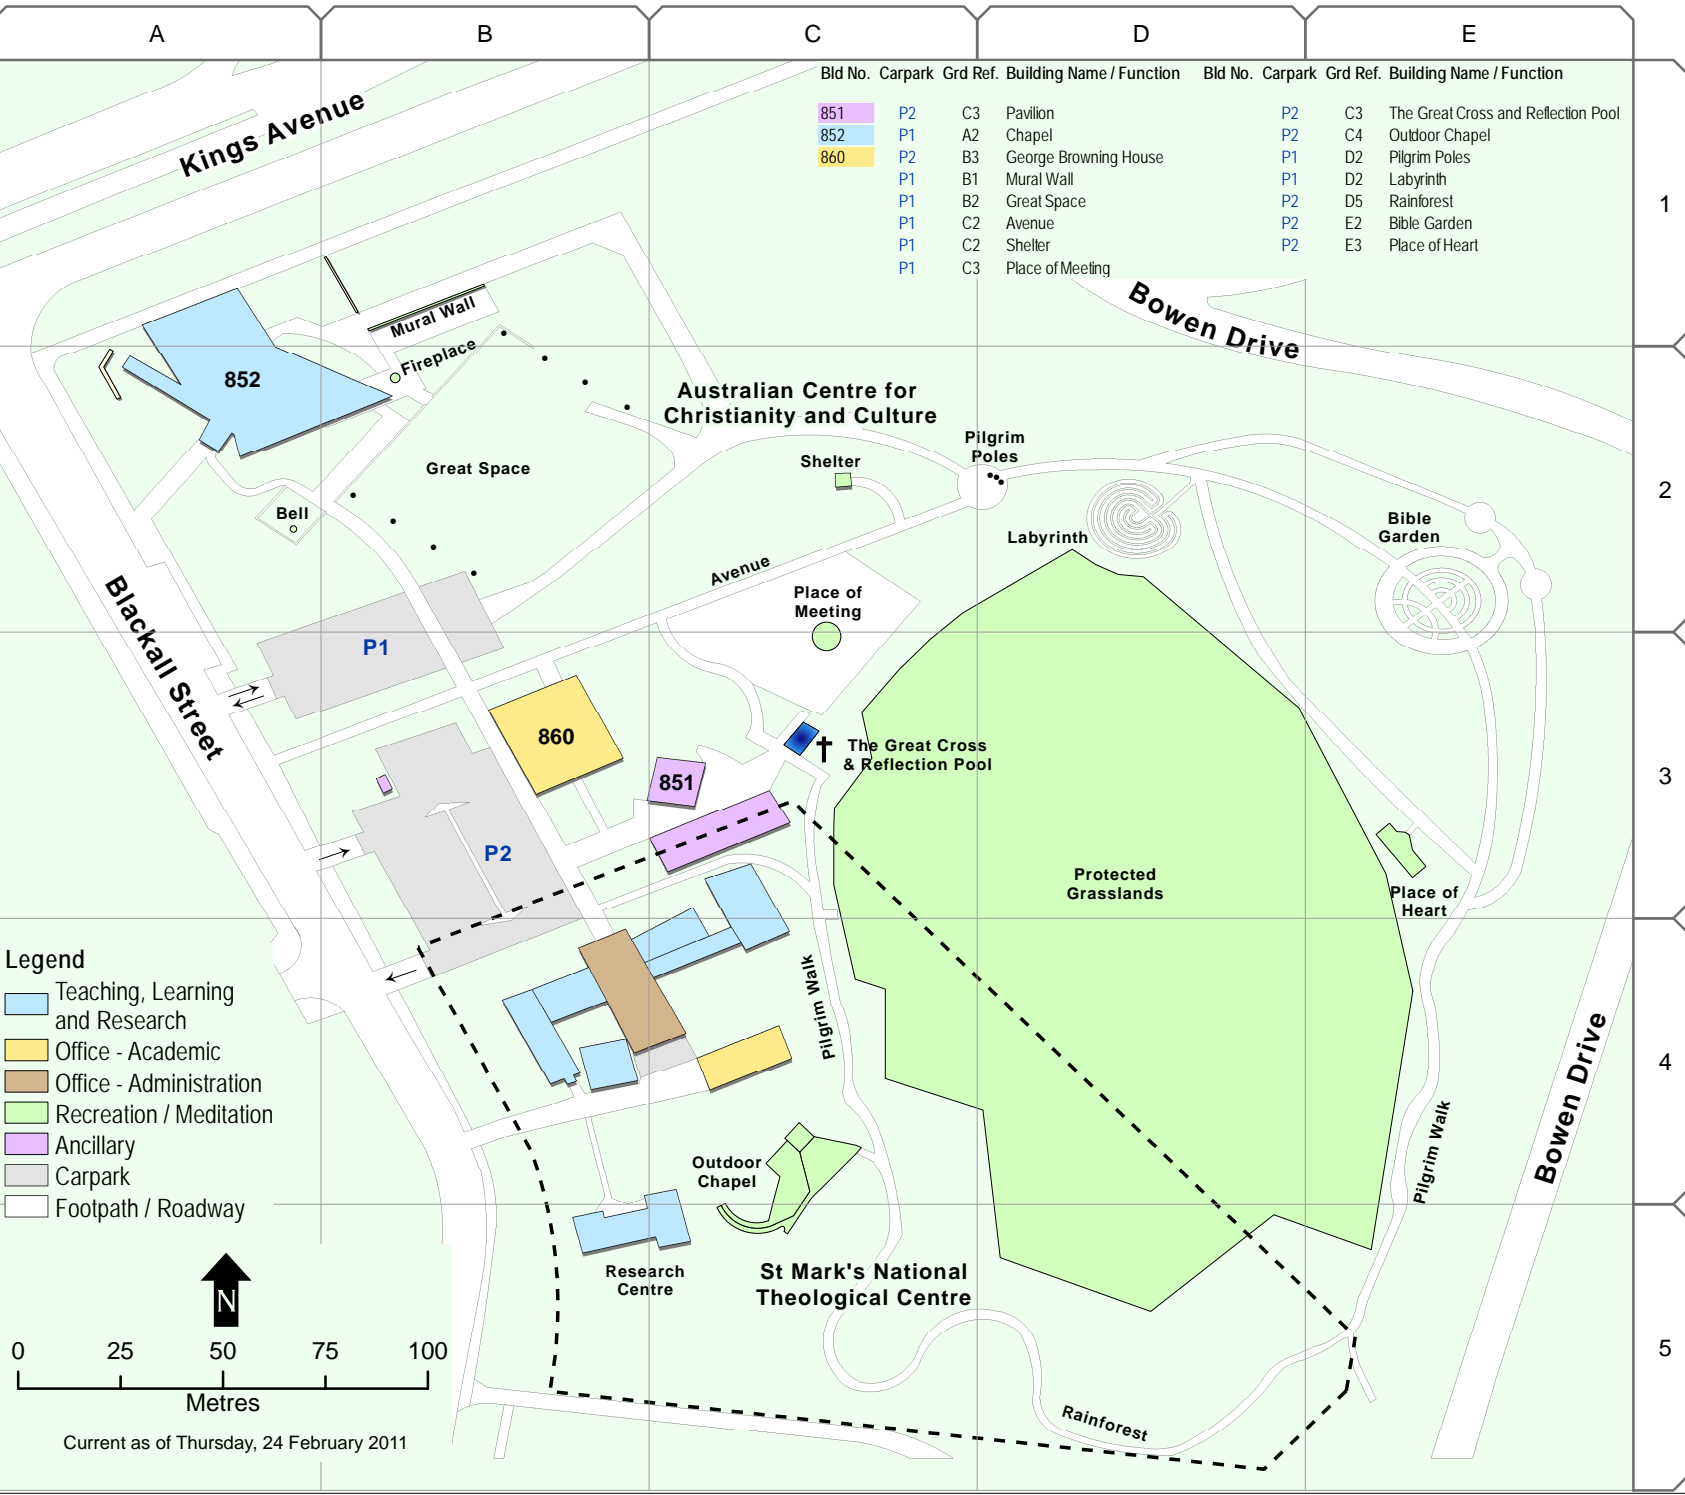 A B C D E
Bld No. Carpark Grd Ref. Building Name / Function Bld No. Carpark Grd Ref. Building Name / Function
851 P2 C3 Pavilion P2 C3 The Great Cross and Reflection Pool
852 P1 A2 Chapel P2 C4 Outdoor Chapel
860 P2 B3 George Browning House P1 D2 Pilgrim Poles
P1 B1 Mural Wall P1 D2 Labyrinth
P1 B2 Great Space P2 D5 Rainforest
P1 C2 Avenue P2 E2 Bible Garden
P1 C2 Shelter P2 E3 Place of Heart
P1 C3 Place of Meeting
Kings Avenue
1
Bowen Drive
Mural Wall
Fireplace
852
Australian Centre for
Christianity and Culture
Pilgrim
Poles
Great Space
Shelter
2
Bell
Bible
Garden
Labyrinth
Avenue
Place of
Meeting
Blackall Street
P1
860
The Great Cross
& Reflection Pool
851
3
P2
Protected
Grasslands
Place of
Heart
Legend
Teaching, Learning
and Research
Office - Academic
Office - Administration
Recreation / Meditation
Ancillary
Carpark
Footpath / Roadway
Pilgrim Walk
4
Bowen Drive
Pilgrim Walk
Outdoor
Chapel
Research
Centre
St Mark's National
Theological Centre
N
0 25 50 75 100
Metres
5
Rainforest
Current as of Thursday, 24 February 2011